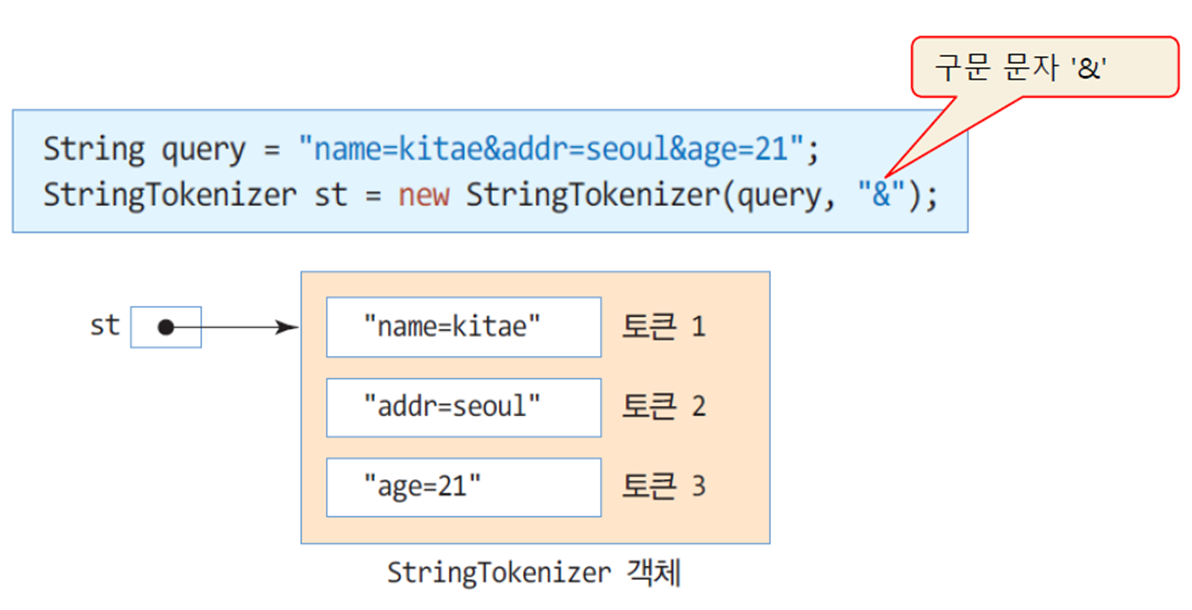 구문 문자 '&'
String query = "name=kitae&addr=seoul&age=21";
StringTokenizer st = new StringTokenizer(query, "&");
st
"name=kitae" 토큰 1
"addr=seoul" 토큰 2
"age=21" 토큰 3
StringTokenizer 객체